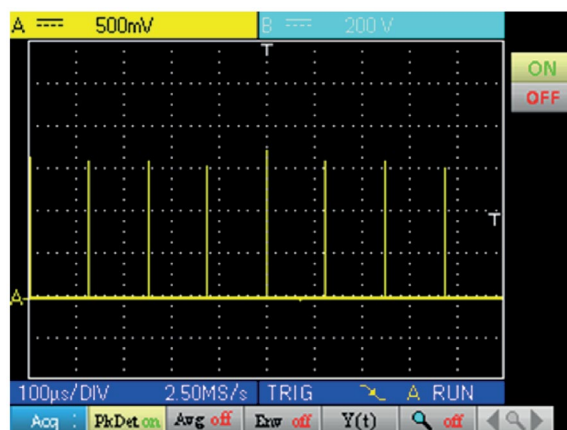 A 500mV B 200 V
T
ON
OFF
T
A
100µs/DIV 2.50MS/s TRIG A RUN
Acq : PkDet on Avg off Env off Y(t) off